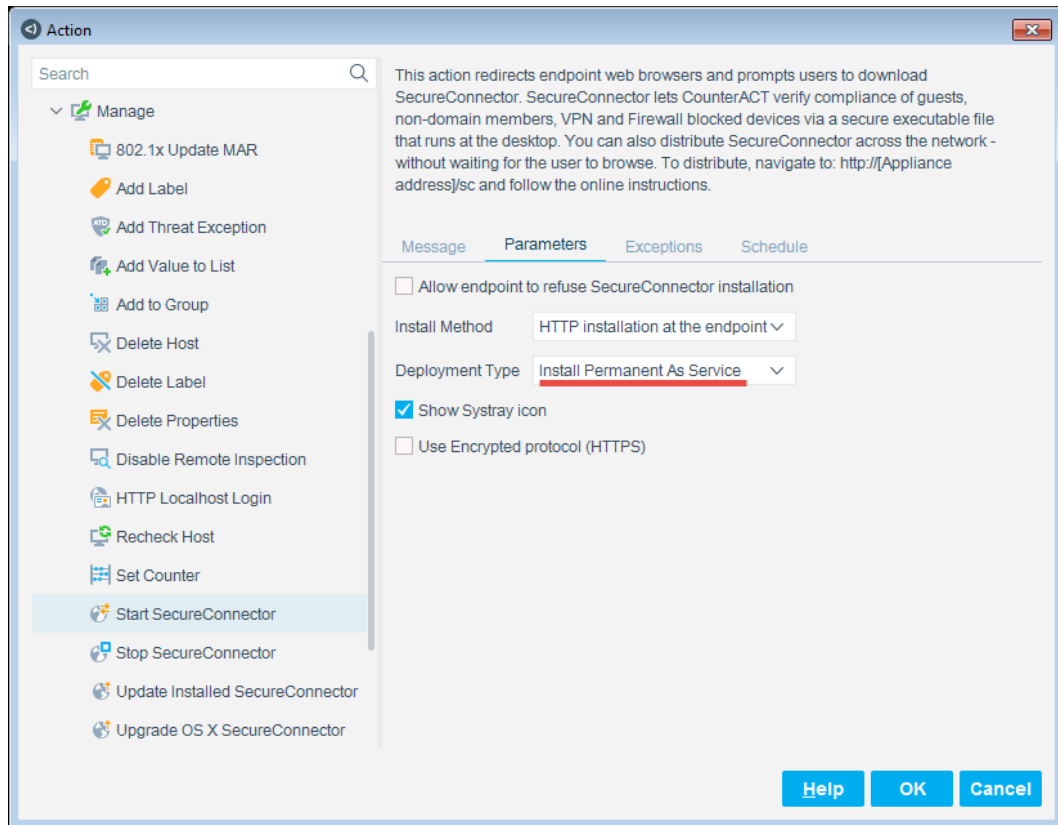 Action
Search
Manage
802.1x Update MAR
Add Label
Add Threat Exception
Add Value to List
Add to Group
Delete Host
Delete Label
Delete Properties
Disable Remote Inspection
HTTP Localhost Login
Recheck Host
Set Counter
Start SecureConnector
Stop SecureConnector
Update Installed SecureConnector
Upgrade OS X SecureConnector
This action redirects endpoint web browsers and prompts users to download
SecureConnector. SecureConnector lets CounterACT verify compliance of guests,
non-domain members, VPN and Firewall blocked devices via a secure executable file
that runs at the desktop. You can also distribute SecureConnector across the network -
without waiting for the user to browse. To distribute, navigate to: http://[Appliance
address]/sc and follow the online instructions.
Message Parameters Exceptions Schedule
Allow endpoint to refuse SecureConnector installation
Install Method HTTP installation at the endpoint
Deployment Type Install Permanent As Service
Show Systray icon
Use Encrypted protocol (HTTPS)
Help OK Cancel